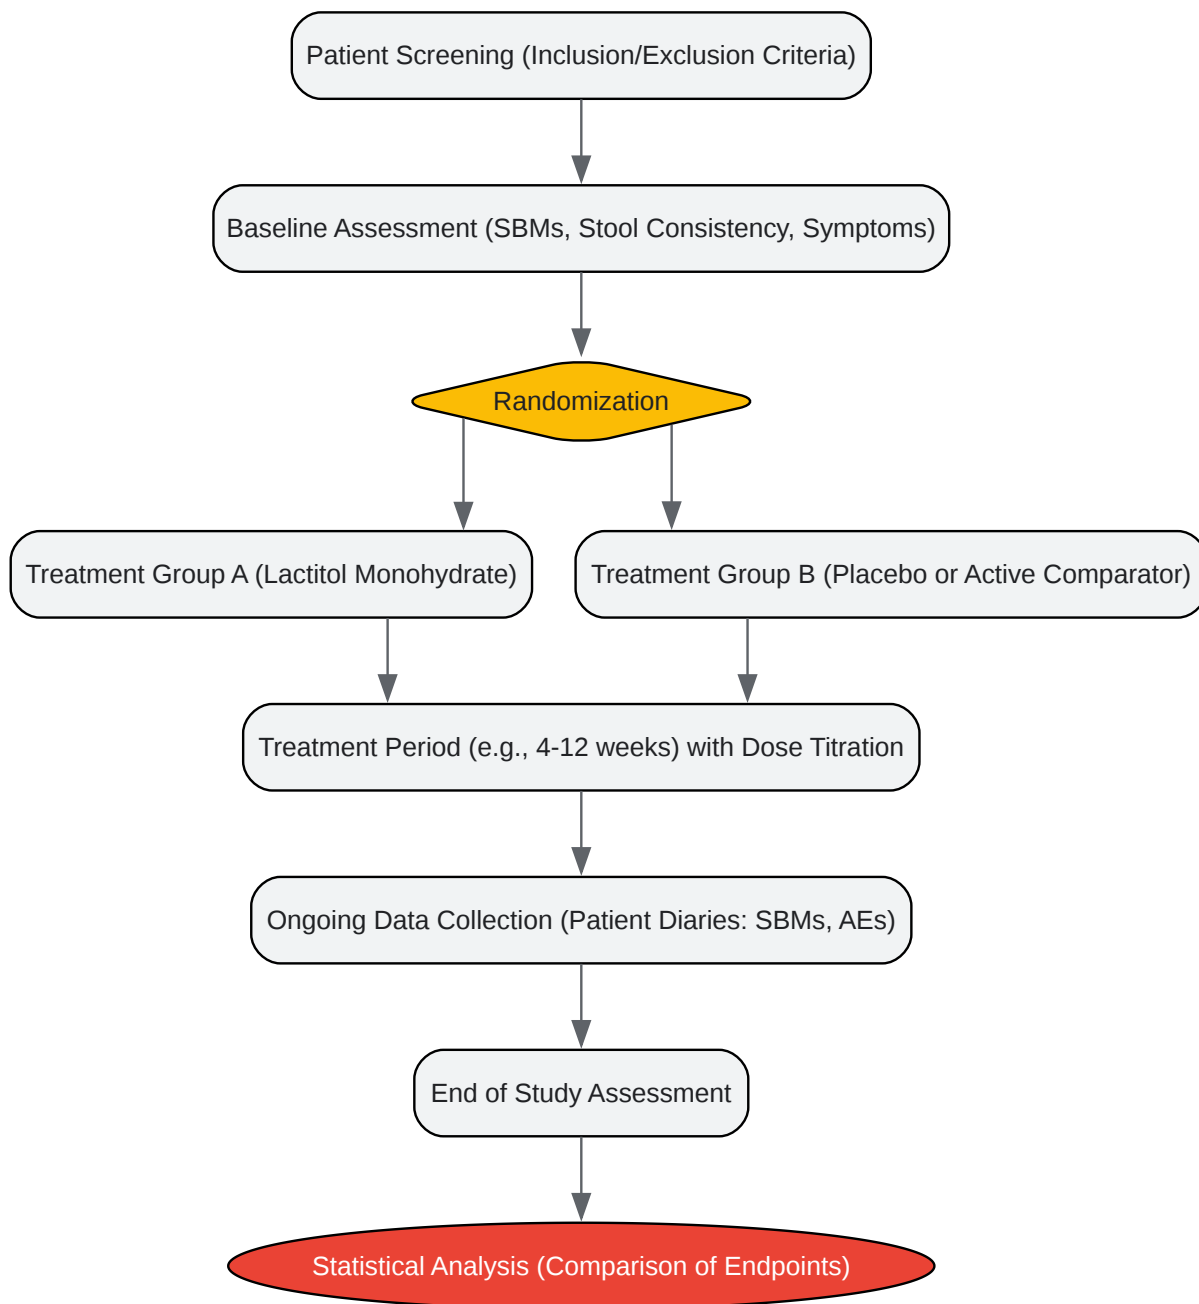 Patient Screening (Inclusion/Exclusion Criteria)
Baseline Assessment (SBMs, Stool Consistency, Symptoms)
Randomization
Treatment Group A (Lactitol Monohydrate)
Treatment Group B (Placebo or Active Comparator)
Treatment Period (e.g., 4-12 weeks) with Dose Titration
Ongoing Data Collection (Patient Diaries: SBMs, AEs)
End of Study Assessment
Statistical Analysis (Comparison of Endpoints)